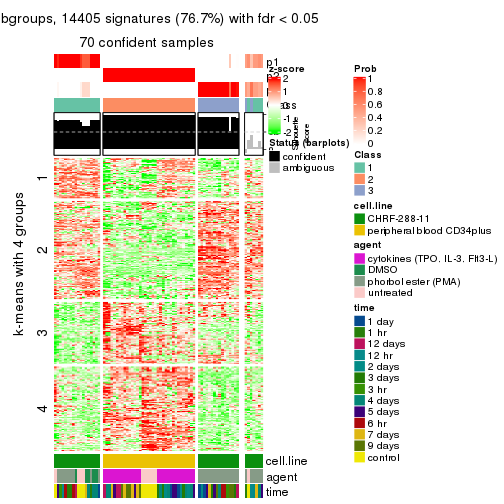 bgroups, 14405 signatures (76.7%) with fdr < 0.05
70 confident samples
p1
z-score
2
1
0
-1
-2
Silhouette
score
Status (barplots)
confident
ambiguous
1
2
3
4
k-means with 4 groups
cell.line
agent
time
Prob
1
0.8
0.6
0.4
0.2
0
Class
1
2
3
cell.line
CHRF-288-11
peripheral blood CD34plus
agent
cytokines (TPO, IL-3, Flt3-L)
DMSO
phorbol ester (PMA)
untreated
time
1 day
1 hr
12 days
12 hr
2 days
3 days
3 hr
4 days
5 days
6 hr
7 days
9 days
control